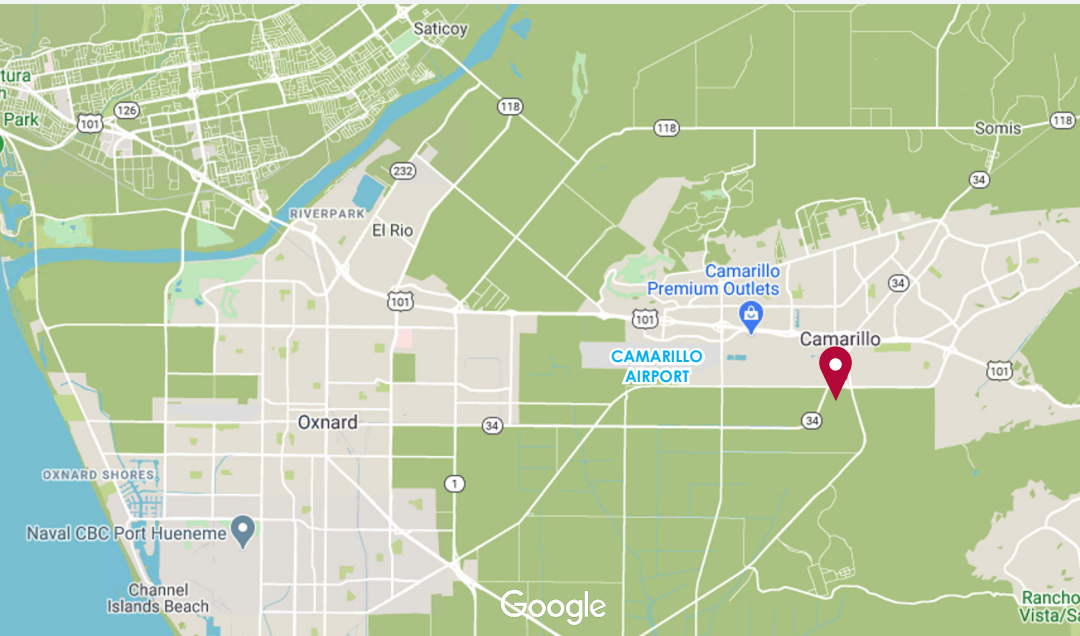 Saticoy
tura
h
Park
126
101
118
118
Somis
118
232
34
RIVERPARK
El Rio
Camarillo
Premium Outlets
34
101
101
Camarillo
CAMARILLO
AIRPORT
101
Oxnard
34
34
OXNARD SHORES
1
Naval CBC Port Hueneme
Channel
Islands Beach
Google
Rancho
Vista/Sa